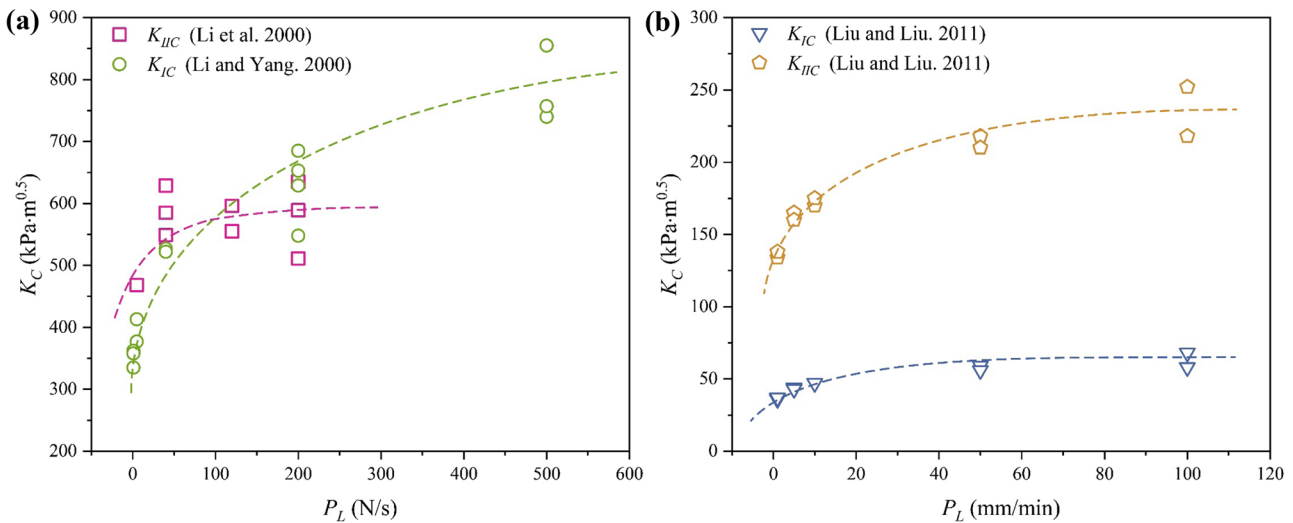 (a)
K_IIC (Li et al. 2000)
K_IC (Li and Yang. 2000)
900
800
700
600
500
400
300
200
K_C (kPa·m^0.5)
0 100 200 300 400 500 600
P_L (N/s)
(b)
K_IC (Liu and Liu. 2011)
K_IIC (Liu and Liu. 2011)
300
250
200
150
100
50
0
K_C (kPa·m^0.5)
0 20 40 60 80 100 120
P_L (mm/min)